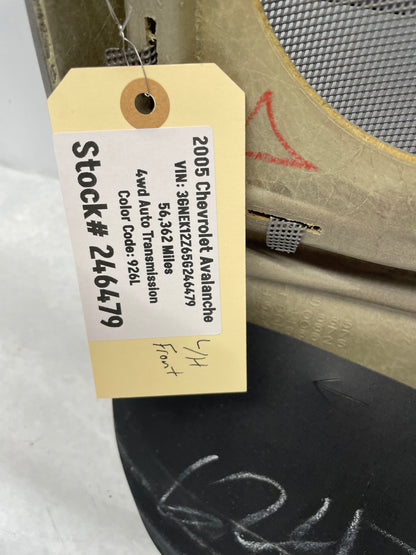 2005 Chevrolet Avalanche
VIN: 3GNEK12Z65G246479
56,362 Miles
4wd Auto Transmission
Color Code: 926L
Stock# 246479
L/H
Front